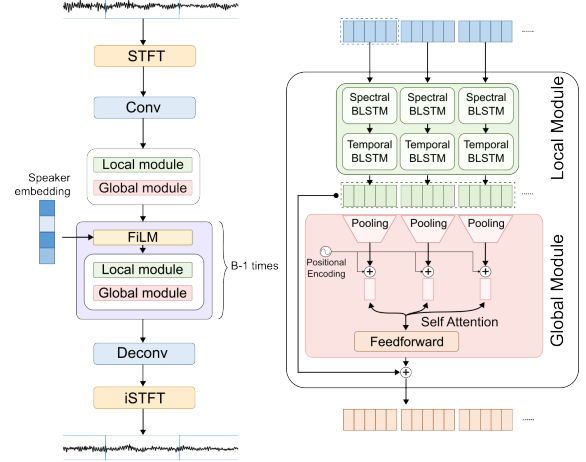 STFT
Conv
Local module
Global module
Speaker
embedding
FiLM
Local module
Global module
B-1 times
Deconv
iSTFT
......
Spectral
BLSTM
Spectral
BLSTM
Spectral
BLSTM
Temporal
BLSTM
Temporal
BLSTM
Temporal
BLSTM
Local Module
......
Pooling
Pooling
Pooling
Positional
Encoding
Self Attention
Feedforward
Global Module
......